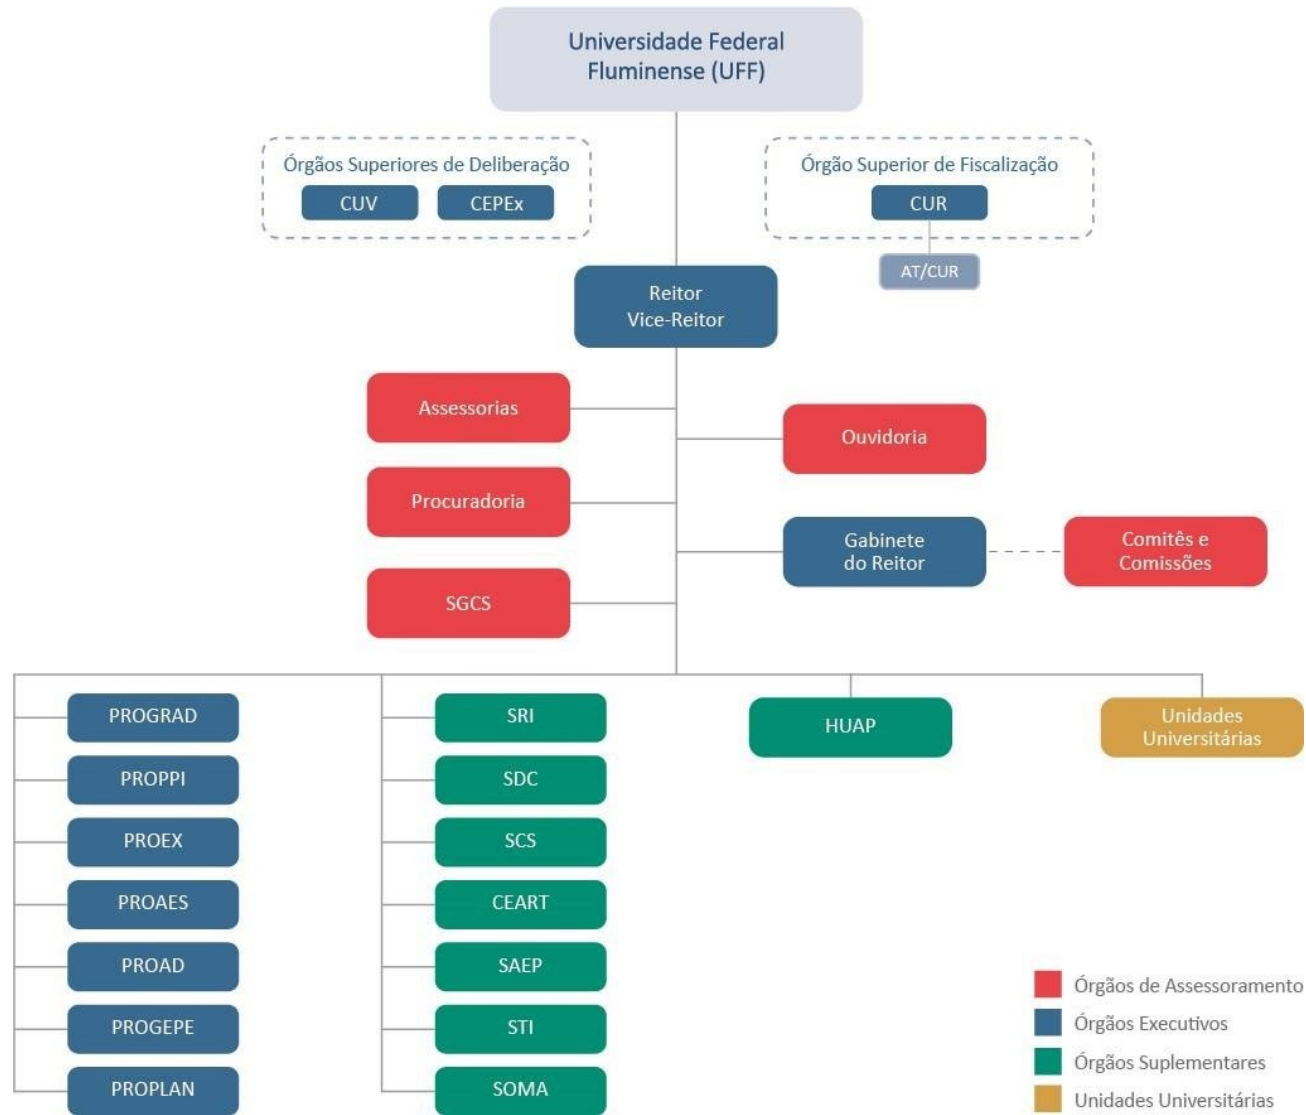 Universidade Federal
Fluminense (UFF)
Órgãos Superiores de Deliberação
CUV
CEPEx
Órgão Superior de Fiscalização
CUR
AT/CUR
Reitor
Vice-Reitor
Assessorias
Ouvidoria
Procuradoria
Gabinete
do Reitor
Comitês e
Comissões
SGCS
PROGRAD
PROPPI
PROEX
PROAES
PROAD
PROGEPE
PROPLAN
SRI
SDC
SCS
CEART
SAEP
STI
SOMA
HUAP
Unidades
Universitárias
Órgãos de Assessoramento
Órgãos Executivos
Órgãos Suplementares
Unidades Universitárias